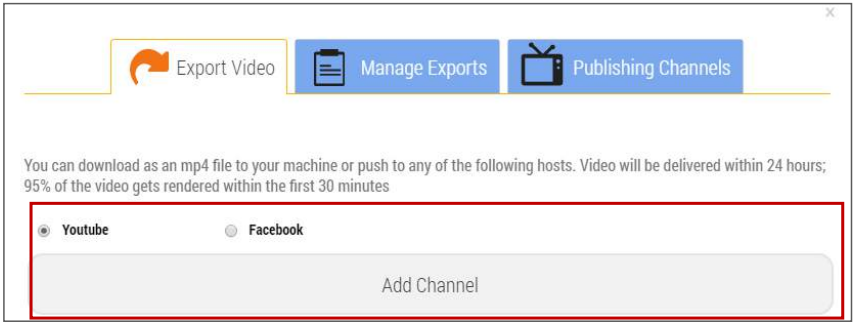 x
Export Video Manage Exports Publishing Channels
You can download as an mp4 file to your machine or push to any of the following hosts. Video will be delivered within 24 hours;
95% of the video gets rendered within the first 30 minutes
Youtube Facebook
Add Channel